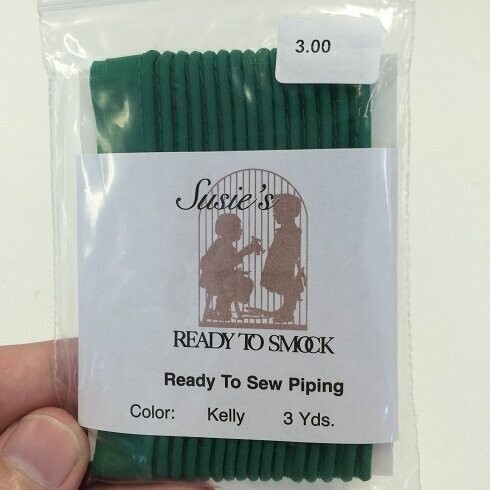 3.00
Susie's
READY TO SMOCK
Ready To Sew Piping
Color: Kelly 3 Yds.